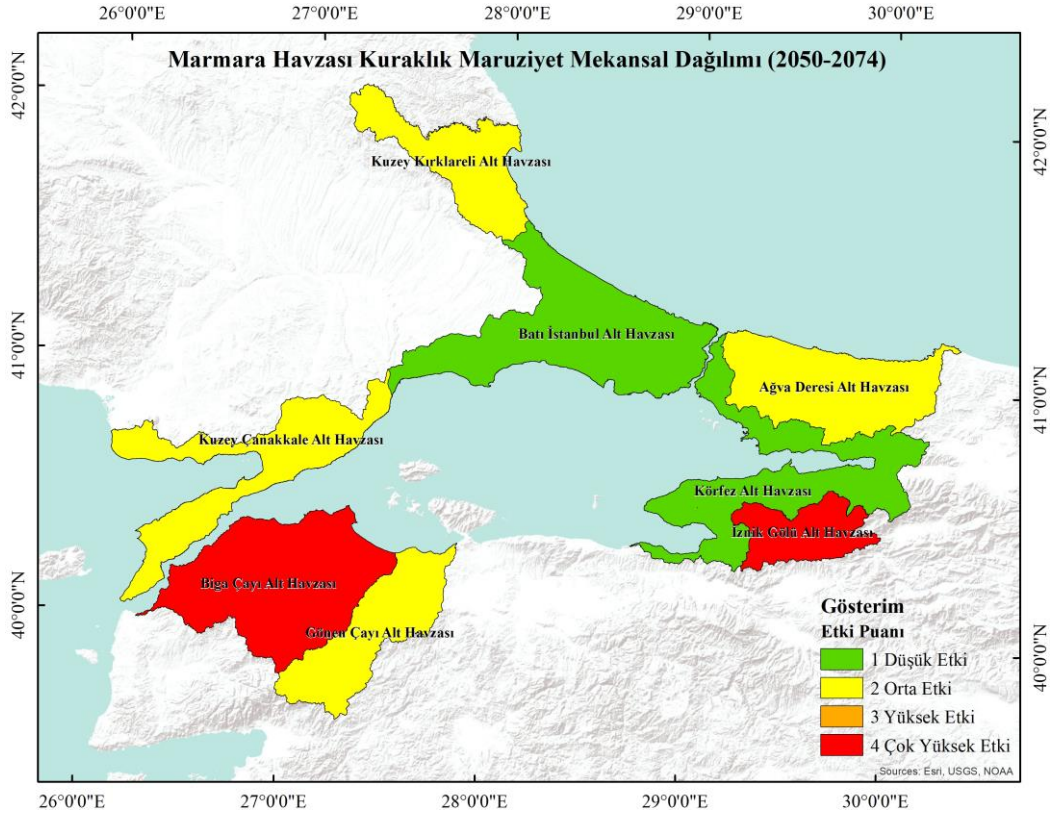 26°0'0"E 27°0'0"E 28°0'0"E 29°0'0"E 30°0'0"E
Marmara Havzası Kuraklık Maruziyet Mekansal Dağılımı (2050-2074)
42°0'0"N
42°0'0"N
Kuzey Kırklareli Alt Havzası
Batı İstanbul Alt Havzası
41°0'0"N
41°0'0"N
Ağva Deresi Alt Havzası
Kuzey Çanakkale Alt Havzası
Körfez Alt Havzası
İznik Gölü Alt Havzası
Biga Çayı Alt Havzası
Gönen Çayı Alt Havzası
40°0'0"N
40°0'0"N
Gösterim
Etki Puanı
1 Düşük Etki
2 Orta Etki
3 Yüksek Etki
4 Çok Yüksek Etki
Sources: Esri, USGS, NOAA
26°0'0"E 27°0'0"E 28°0'0"E 29°0'0"E 30°0'0"E